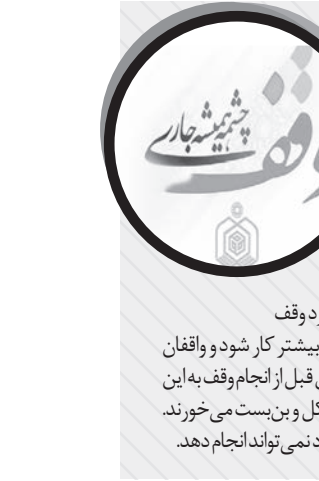 چشمه همیشه جاری
وقف
د وقف
بیشتر کار شود و واقفان
قبل از انجام وقف به این
کل و بن‌بست می‌خورند.
د نمی‌تواند انجام دهد.